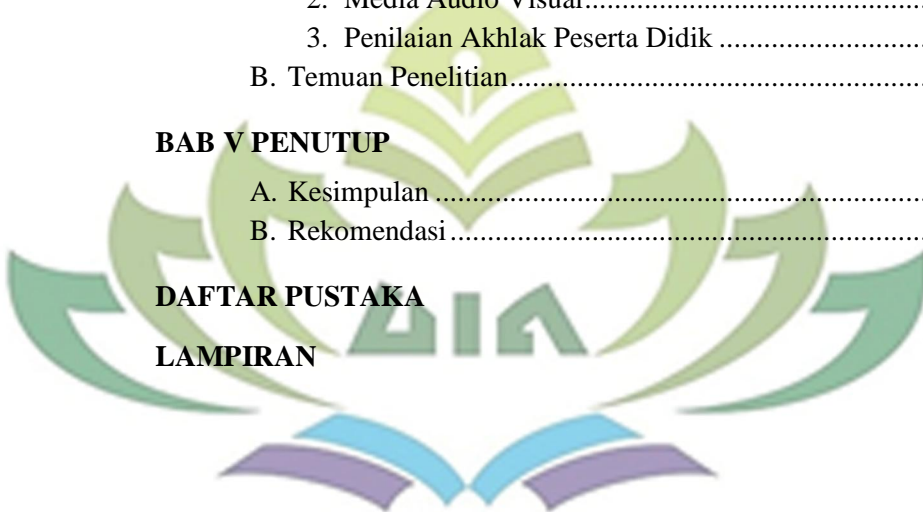 2. Media Audio Visual...............................................
3. Penilaian Akhlak Peserta Didik ...........................
B. Temuan Penelitian.......................................................
BAB V PENUTUP
A. Kesimpulan ................................................................
B. Rekomendasi..............................................................
DAFTAR PUSTAKA
LAMPIRAN